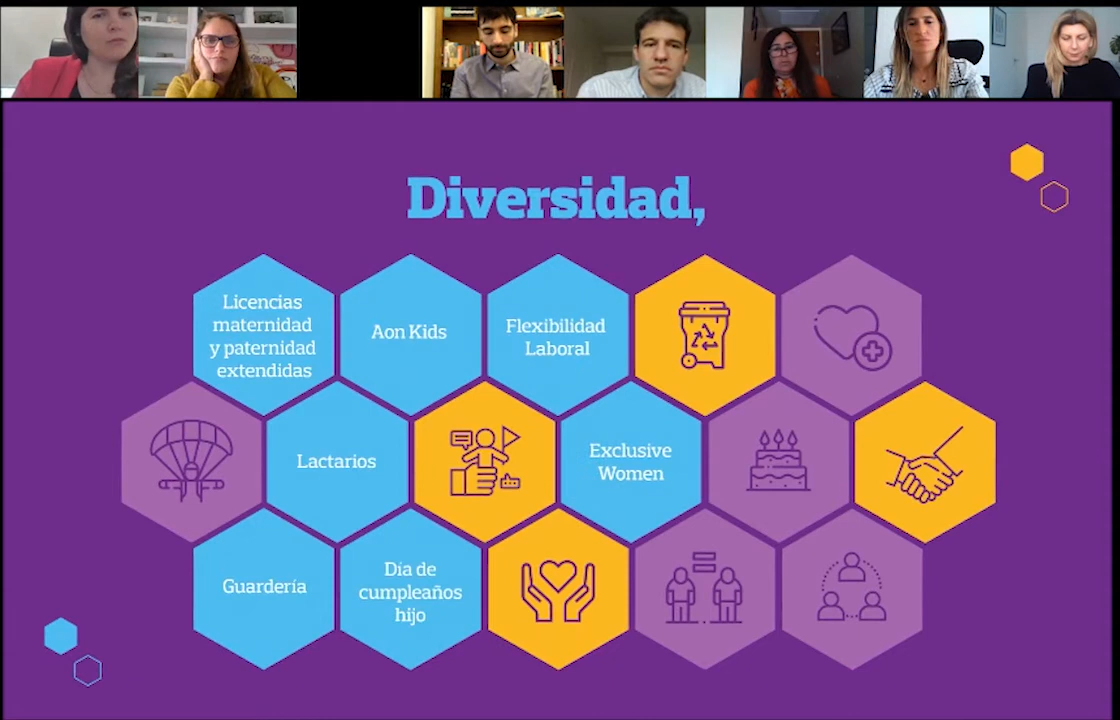 Diversidad,
Licencias
maternidad
y paternidad
extendidas
Aon Kids
Flexibilidad
Laboral
Lactarios
Exclusive
Women
Guardería
Día de
cumpleaños
hijo